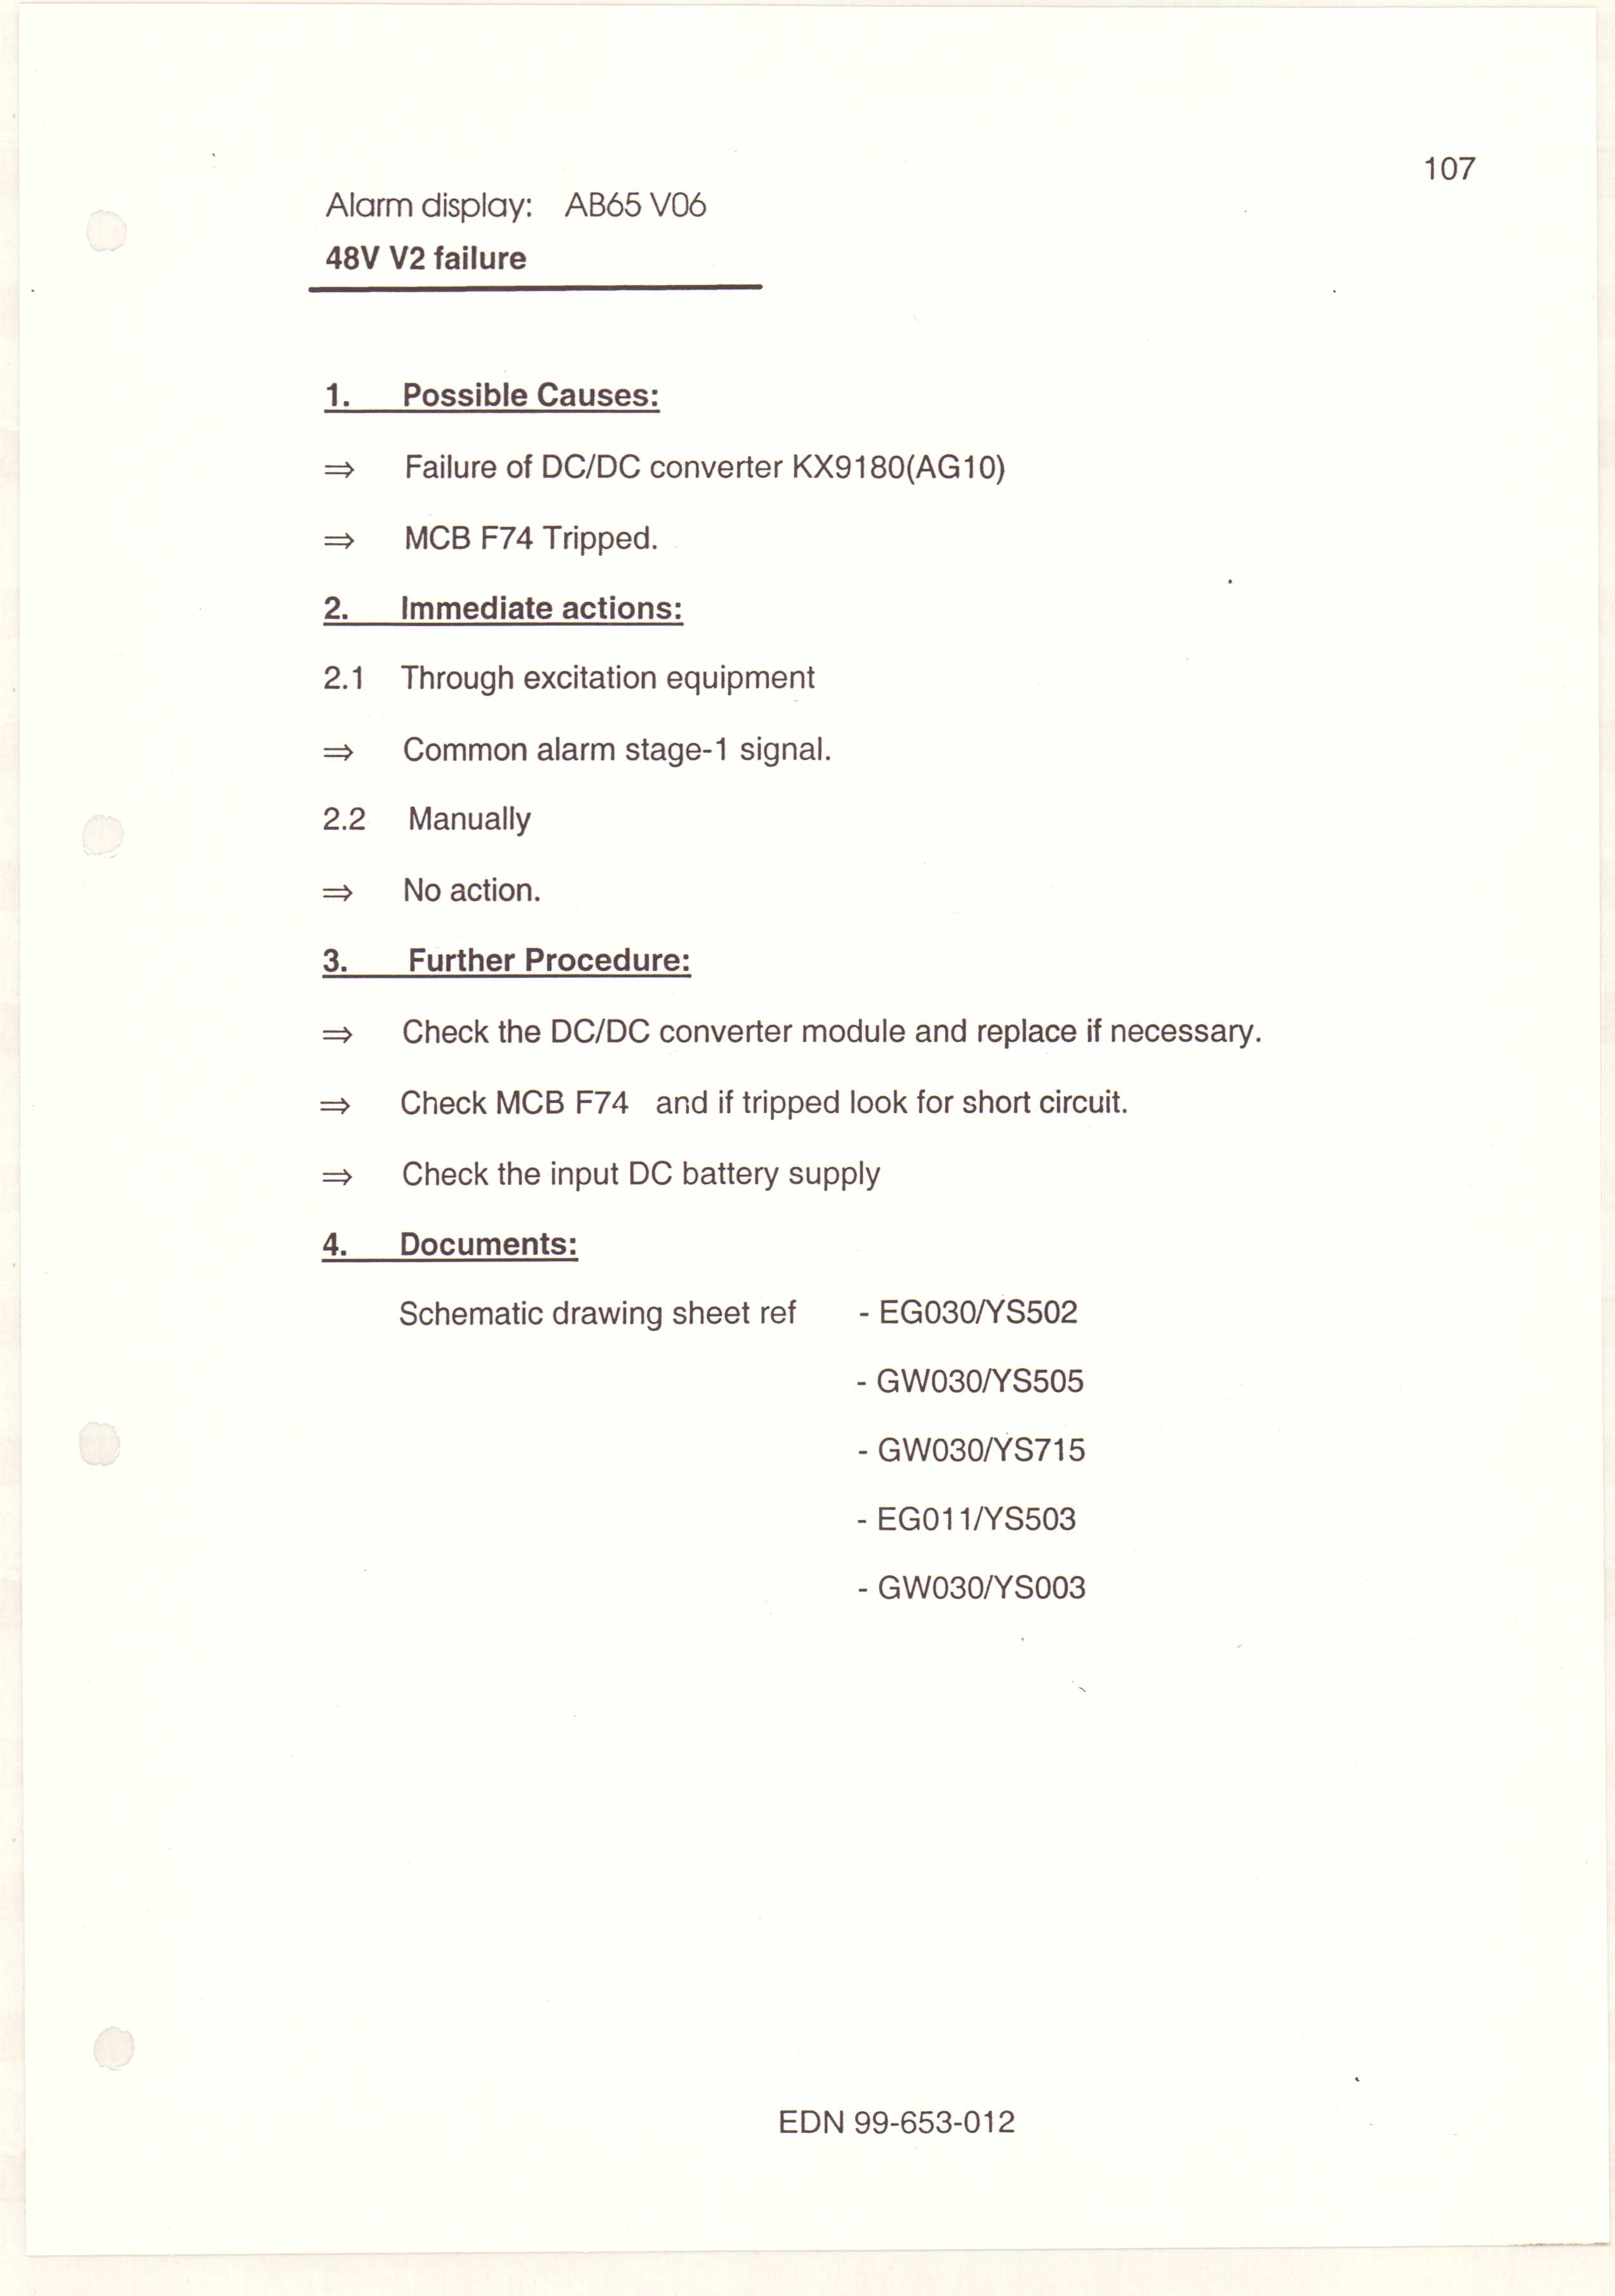 107
Alarm display: AB65 V06
48V V2 failure
1. Possible Causes:
⇒ Failure of DC/DC converter KX9180(AG10)
⇒ MCB F74 Tripped.
2. Immediate actions:
2.1 Through excitation equipment
⇒ Common alarm stage-1 signal.
2.2 Manually
⇒ No action.
3. Further Procedure:
⇒ Check the DC/DC converter module and replace if necessary.
⇒ Check MCB F74 and if tripped look for short circuit.
⇒ Check the input DC battery supply
4. Documents:
Schematic drawing sheet ref - EG030/YS502
- GW030/YS505
- GW030/YS715
- EG011/YS503
- GW030/YS003
EDN 99-653-012